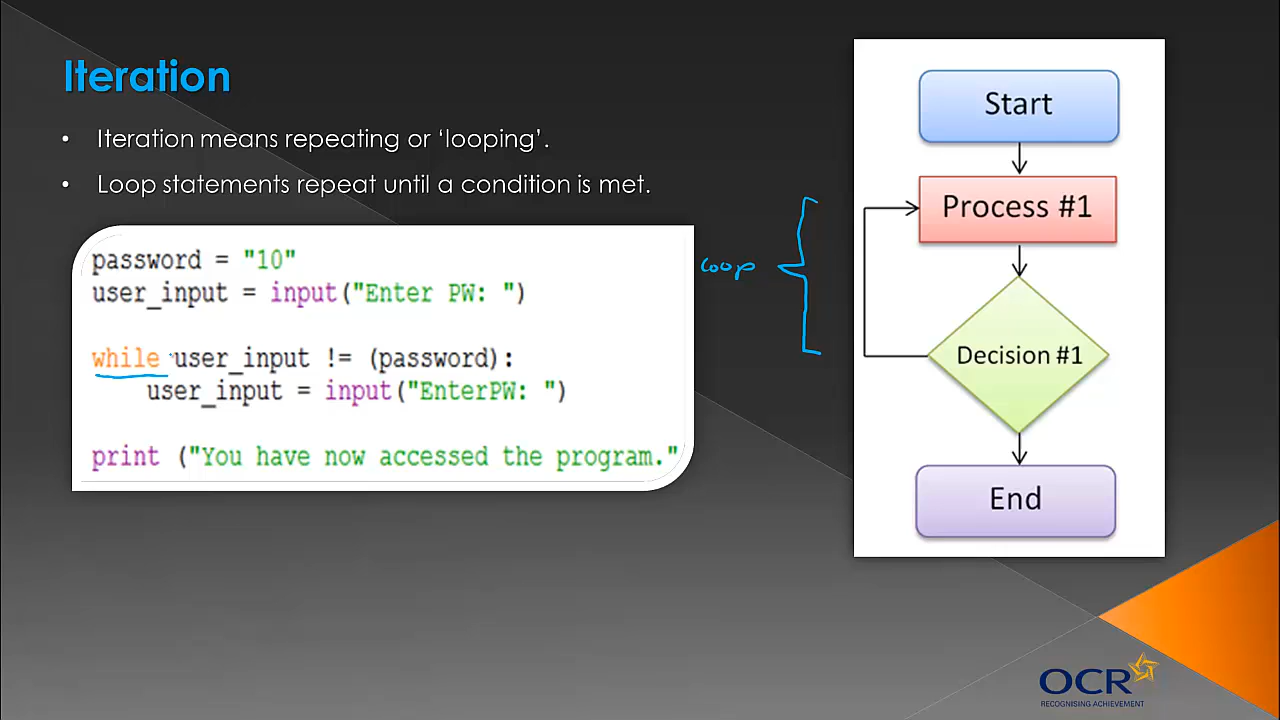 Iteration
• Iteration means repeating or ‘looping’.
• Loop statements repeat until a condition is met.
password = "10"
user_input = input("Enter PW: ")
while user_input != (password):
user_input = input("EnterPW: ")
print ("You have now accessed the program."
loop
Start
Process #1
Decision #1
End
OCR
RECOGNISING ACHIEVEMENT